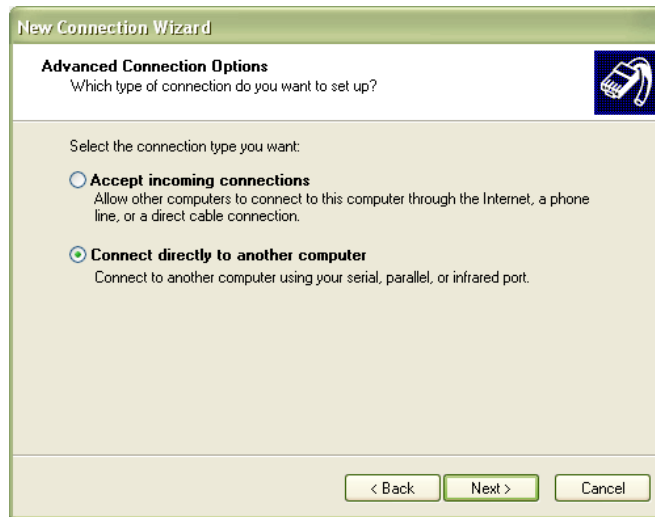 New Connection Wizard
Advanced Connection Options
Which type of connection do you want to set up?
Select the connection type you want:
Accept incoming connections
Allow other computers to connect to this computer through the Internet, a phone
line, or a direct cable connection.
Connect directly to another computer
Connect to another computer using your serial, parallel, or infrared port.
< Back Next > Cancel